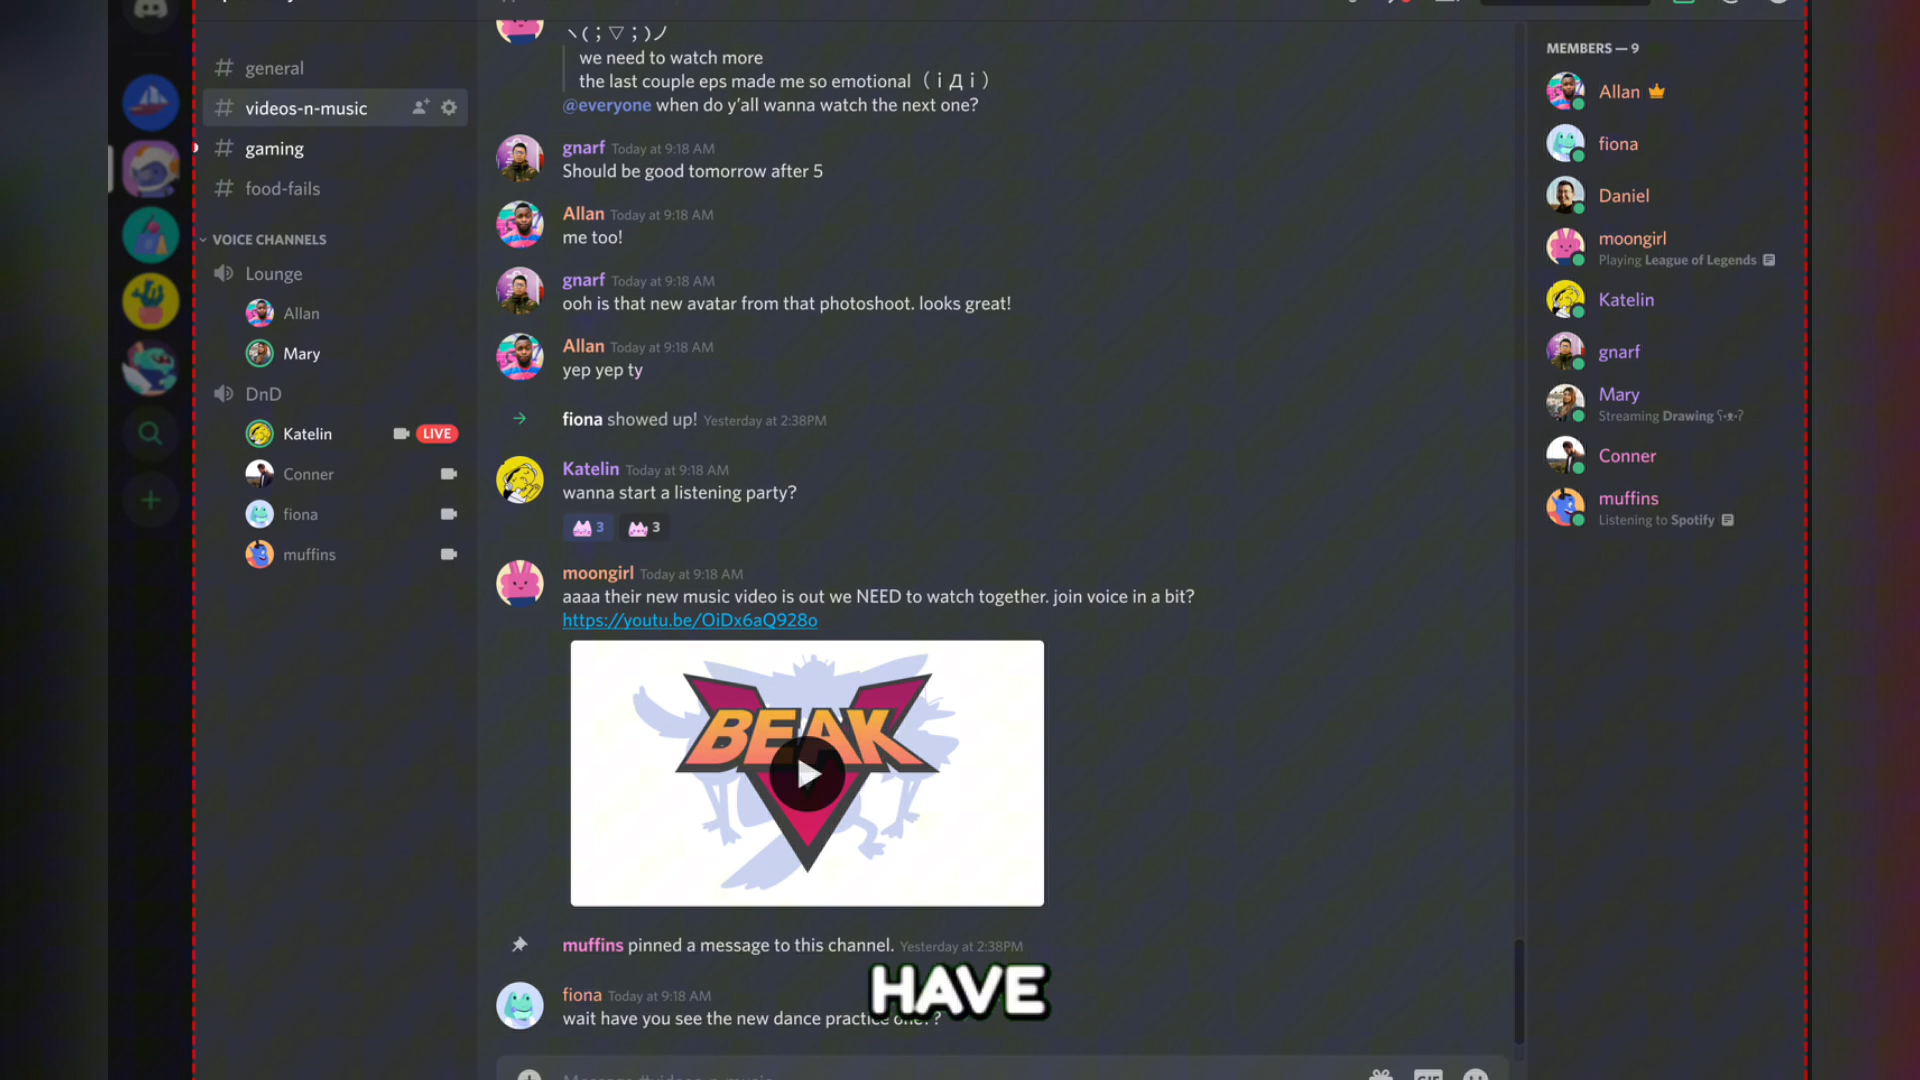 general
videos-n-music
gaming
food-fails
VOICE CHANNELS
Lounge
Allan
Mary
DnD
Katelin LIVE
Conner
fiona
muffins
ヽ(；▽；)ノ
we need to watch more
the last couple eps made me so emotional （ｉДｉ）
@everyone when do y'all wanna watch the next one?
gnarf Today at 9:18 AM
Should be good tomorrow after 5
Allan Today at 9:18 AM
me too!
gnarf Today at 9:18 AM
ooh is that new avatar from that photoshoot. looks great!
Allan Today at 9:18 AM
yep yep ty
fiona showed up! Yesterday at 2:38PM
Katelin Today at 9:18 AM
wanna start a listening party?
3 3
moongirl Today at 9:18 AM
aaaa their new music video is out we NEED to watch together. join voice in a bit?
https://youtu.be/OiDx6aQ928o
BEAK
muffins pinned a message to this channel. Yesterday at 2:38PM
HAVE
fiona Today at 9:18 AM
wait have you see the new dance practice one??
MEMBERS — 9
Allan
fiona
Daniel
moongirl
Playing League of Legends
Katelin
gnarf
Mary
Streaming Drawing ʕ•ᴥ•ʔ
Conner
muffins
Listening to Spotify